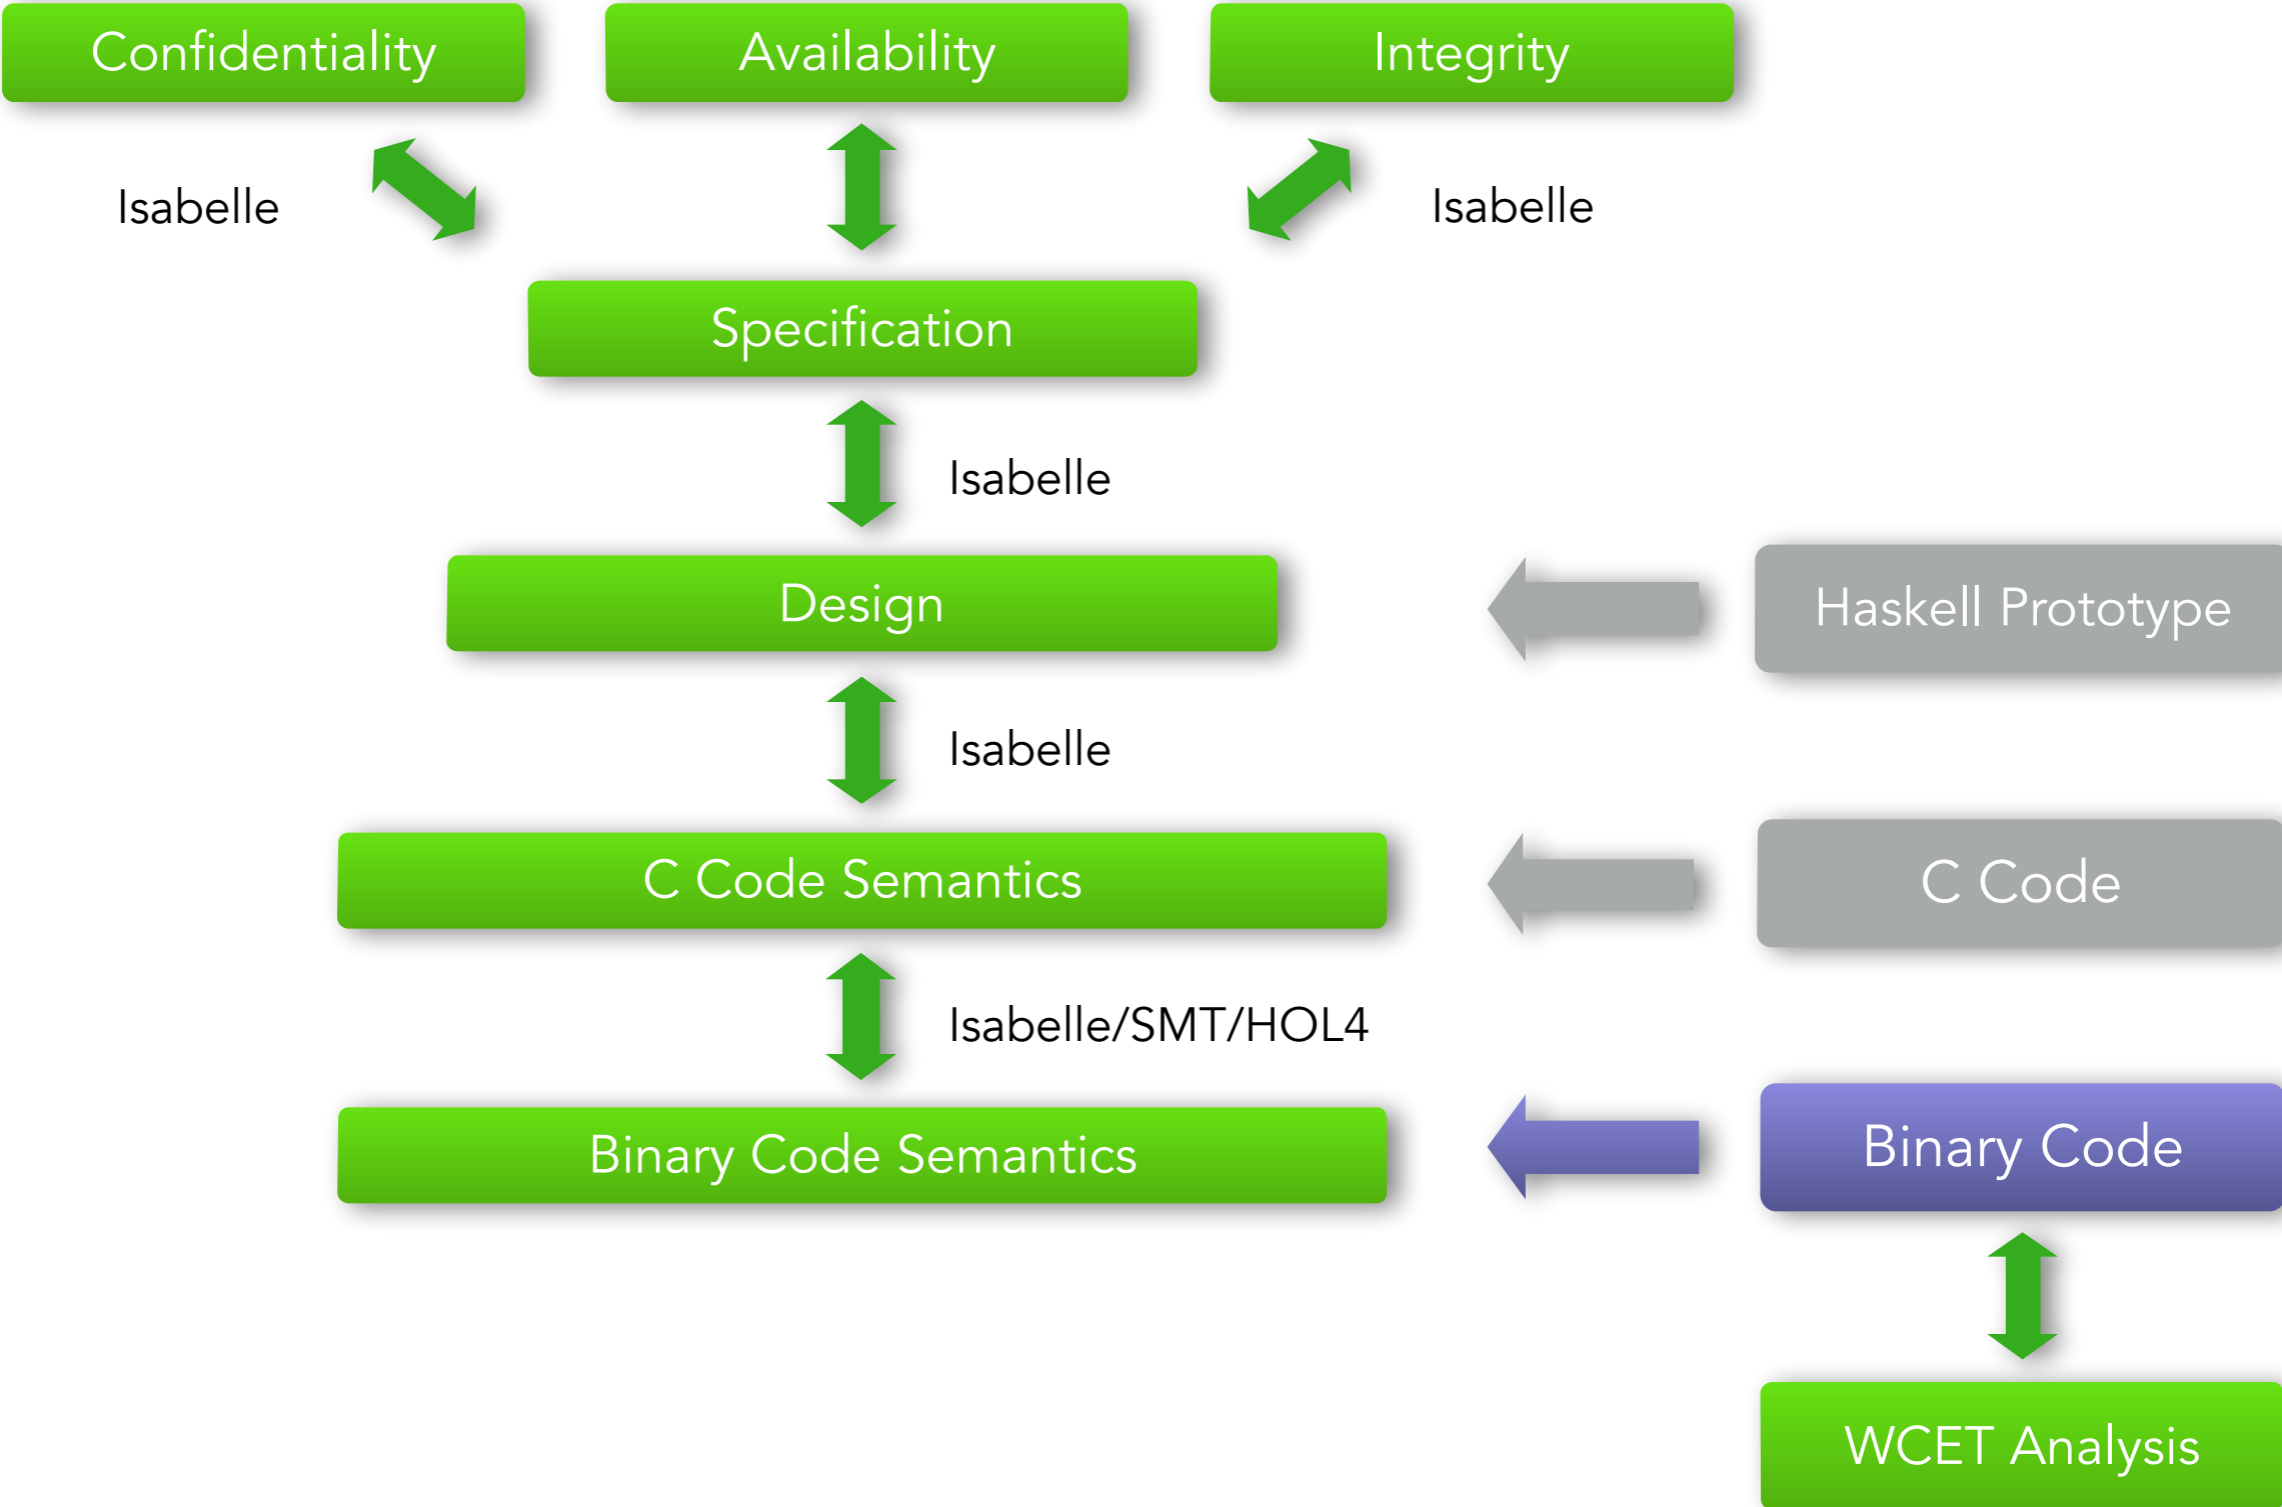 Confidentiality
Availability
Integrity
Isabelle
Isabelle
Specification
Isabelle
Design
Haskell Prototype
Isabelle
C Code Semantics
C Code
Isabelle/SMT/HOL4
Binary Code Semantics
Binary Code
WCET Analysis